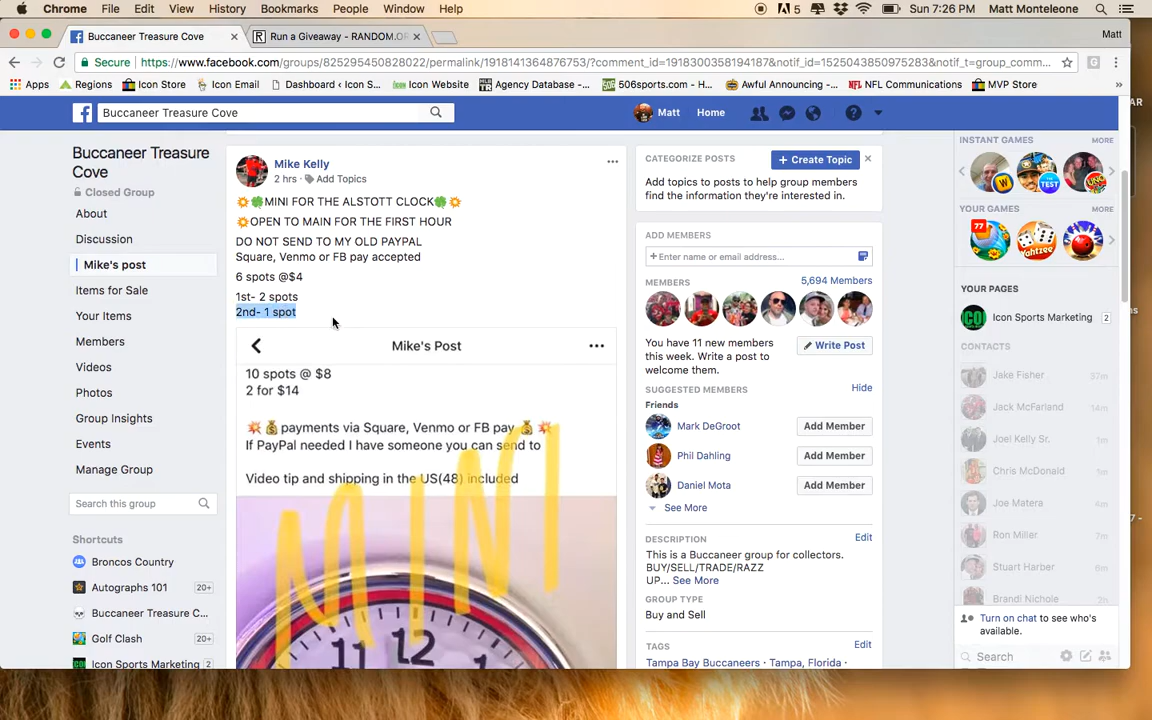 Chrome File Edit View History Bookmarks People Window Help 5 Sun 7:26 PM Matt Monteleone
Buccaneer Treasure Cove Run a Giveaway - RANDOM.OR Matt
Secure https://www.facebook.com/groups/825295450828022/permalink/1918141364876753/?comment_id=1918300358194187&notif_id=1525043850975283&notif_t=group_comm...
Apps Regions Icon Store Icon Email Dashboard ‹ Icon S... Icon Website Agency Database -... 506sports.com - H... Awful Announcing -... NFL Communications MVP Store »
Buccaneer Treasure Cove Matt Home
Buccaneer Treasure
Cove
Closed Group
About
Discussion
Mike's post
Items for Sale
Your Items
Members
Videos
Photos
Group Insights
Events
Manage Group
Search this group
Shortcuts
Broncos Country
Autographs 101 20+
Buccaneer Treasure C...
Golf Clash 20+
Icon Sports Marketing 2
Mike Kelly
2 hrs · Add Topics
MINI FOR THE ALSTOTT CLOCK
OPEN TO MAIN FOR THE FIRST HOUR
DO NOT SEND TO MY OLD PAYPAL
Square, Venmo or FB pay accepted
6 spots @$4
1st- 2 spots
2nd- 1 spot
Mike's Post
10 spots @ $8
2 for $14
payments via Square, Venmo or FB pay
If PayPal needed I have someone you can send to
Video tip and shipping in the US(48) included
MINI
11 12 1
CATEGORIZE POSTS + Create Topic
Add topics to posts to help group members
find the information they're interested in.
ADD MEMBERS
+ Enter name or email address...
MEMBERS 5,694 Members
You have 11 new members
this week. Write a post to
welcome them.
Write Post
SUGGESTED MEMBERS Hide
Friends
Mark DeGroot Add Member
Phil Dahling Add Member
Daniel Mota Add Member
See More
DESCRIPTION Edit
This is a Buccaneer group for collectors.
BUY/SELL/TRADE/RAZZ
UP... See More
GROUP TYPE
Buy and Sell
TAGS Edit
Tampa Bay Buccaneers · Tampa, Florida ·
INSTANT GAMES MORE
YOUR GAMES MORE
YOUR PAGES
Icon Sports Marketing 2
CONTACTS
Jake Fisher 37m
Jack McFarland 14m
Joel Kelly Sr. 1m
Chris McDonald 5m
Joe Matera 4m
Ron Miller 5m
Stuart Harber 6m
Brandi Nichole 2h
Turn on chat to see who's
available.
Search